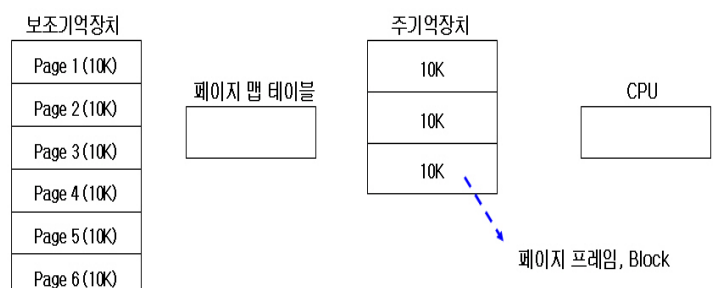 보조기억장치
Page 1 (10K)
Page 2 (10K)
Page 3 (10K)
Page 4 (10K)
Page 5 (10K)
Page 6 (10K)
페이지 맵 테이블
주기억장치
10K
10K
10K
페이지 프레임, Block
CPU